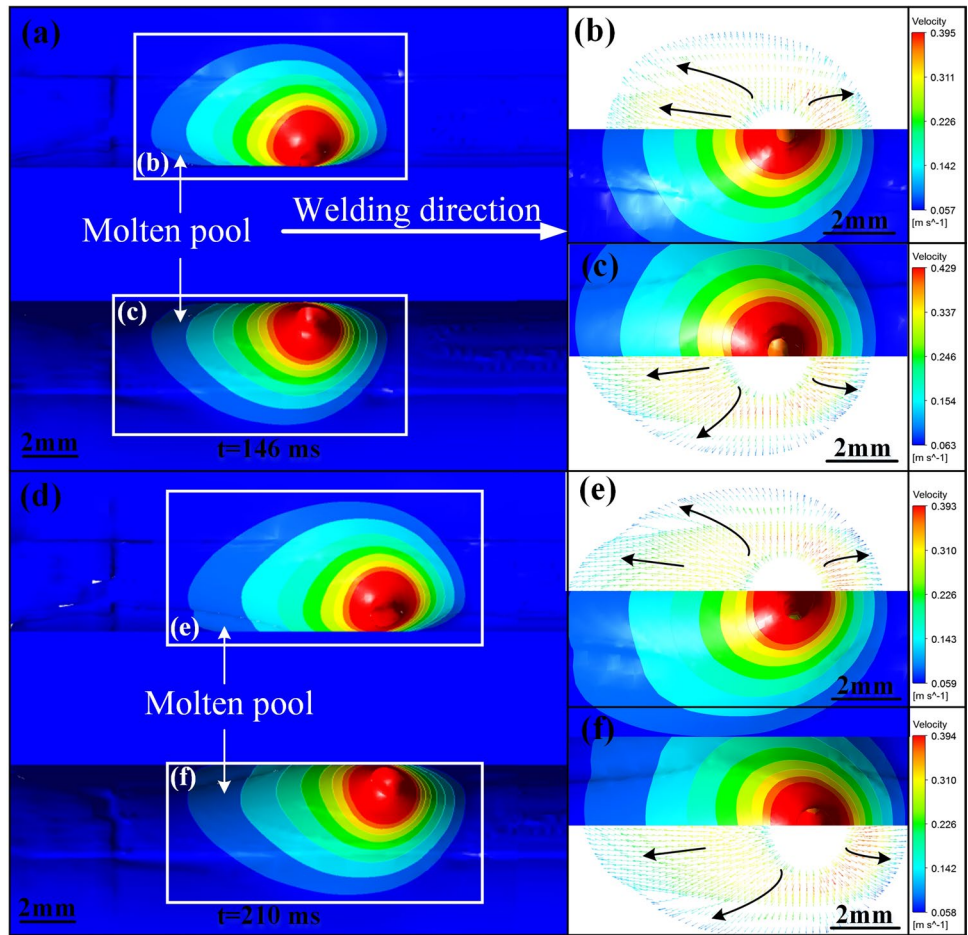 (a)
(b)
Molten pool
Welding direction
(c)
t=146 ms
2mm
(b)
2mm
Velocity
0.395
0.311
0.226
0.142
0.057
[m s^-1]
(c)
2mm
Velocity
0.429
0.337
0.246
0.154
0.063
[m s^-1]
(d)
(e)
Molten pool
(f)
t=210 ms
2mm
(e)
2mm
Velocity
0.393
0.310
0.226
0.143
0.059
[m s^-1]
(f)
2mm
Velocity
0.394
0.310
0.226
0.142
0.058
[m s^-1]